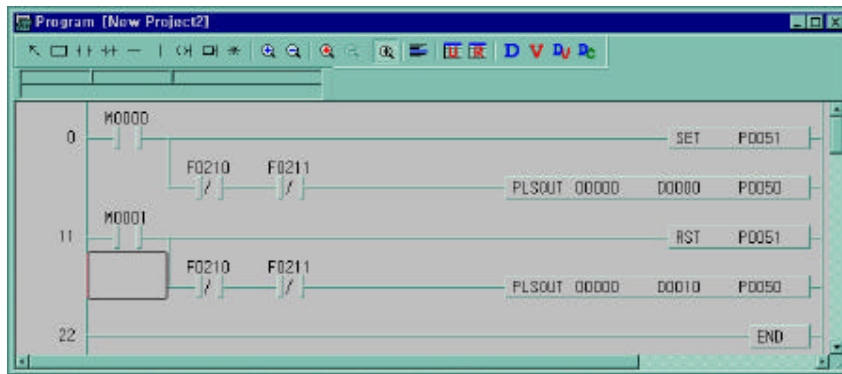 Program [New Project2]
D V DU DC
M0000
0 SET P0051
F0210 F0211
PLSOUT 00000 D0000 P0050
M0001
11 RST P0051
F0210 F0211
PLSOUT 00000 D0010 P0050
22 END